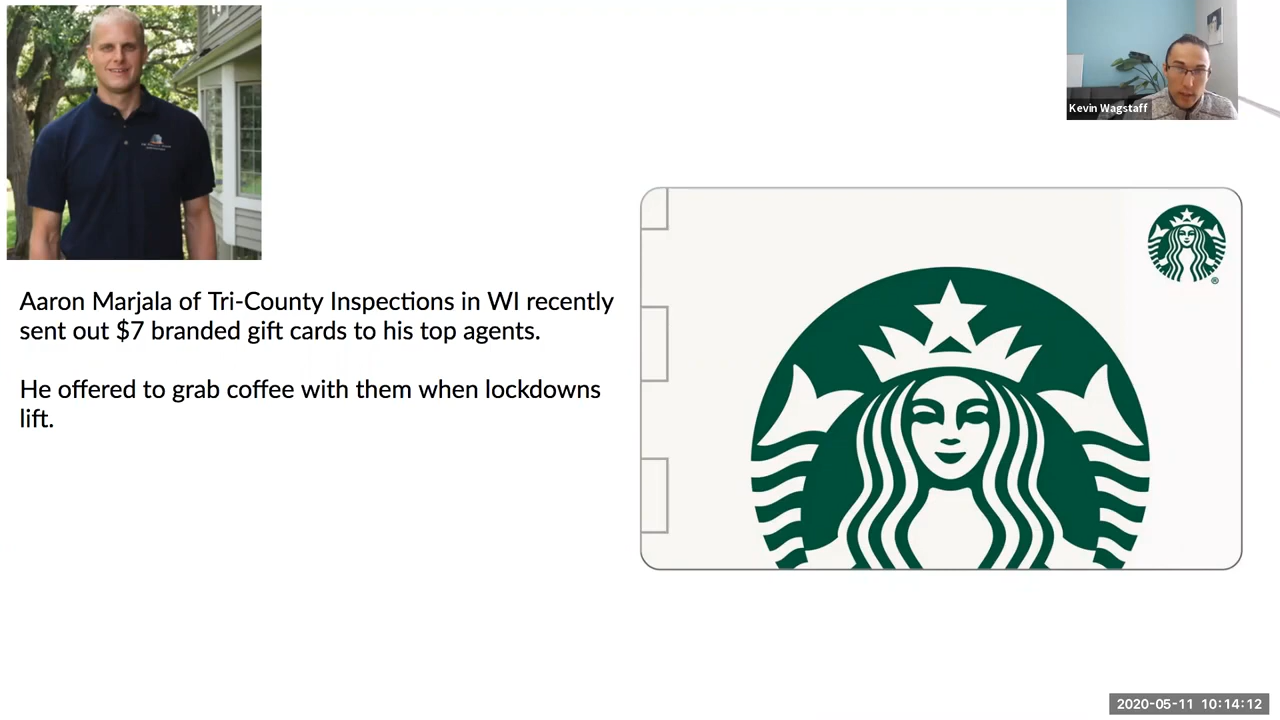 Kevin Wagstaff
Aaron Marjala of Tri-County Inspections in WI recently
sent out $7 branded gift cards to his top agents.
He offered to grab coffee with them when lockdowns
lift.
®
2020-05-11 10:14:12